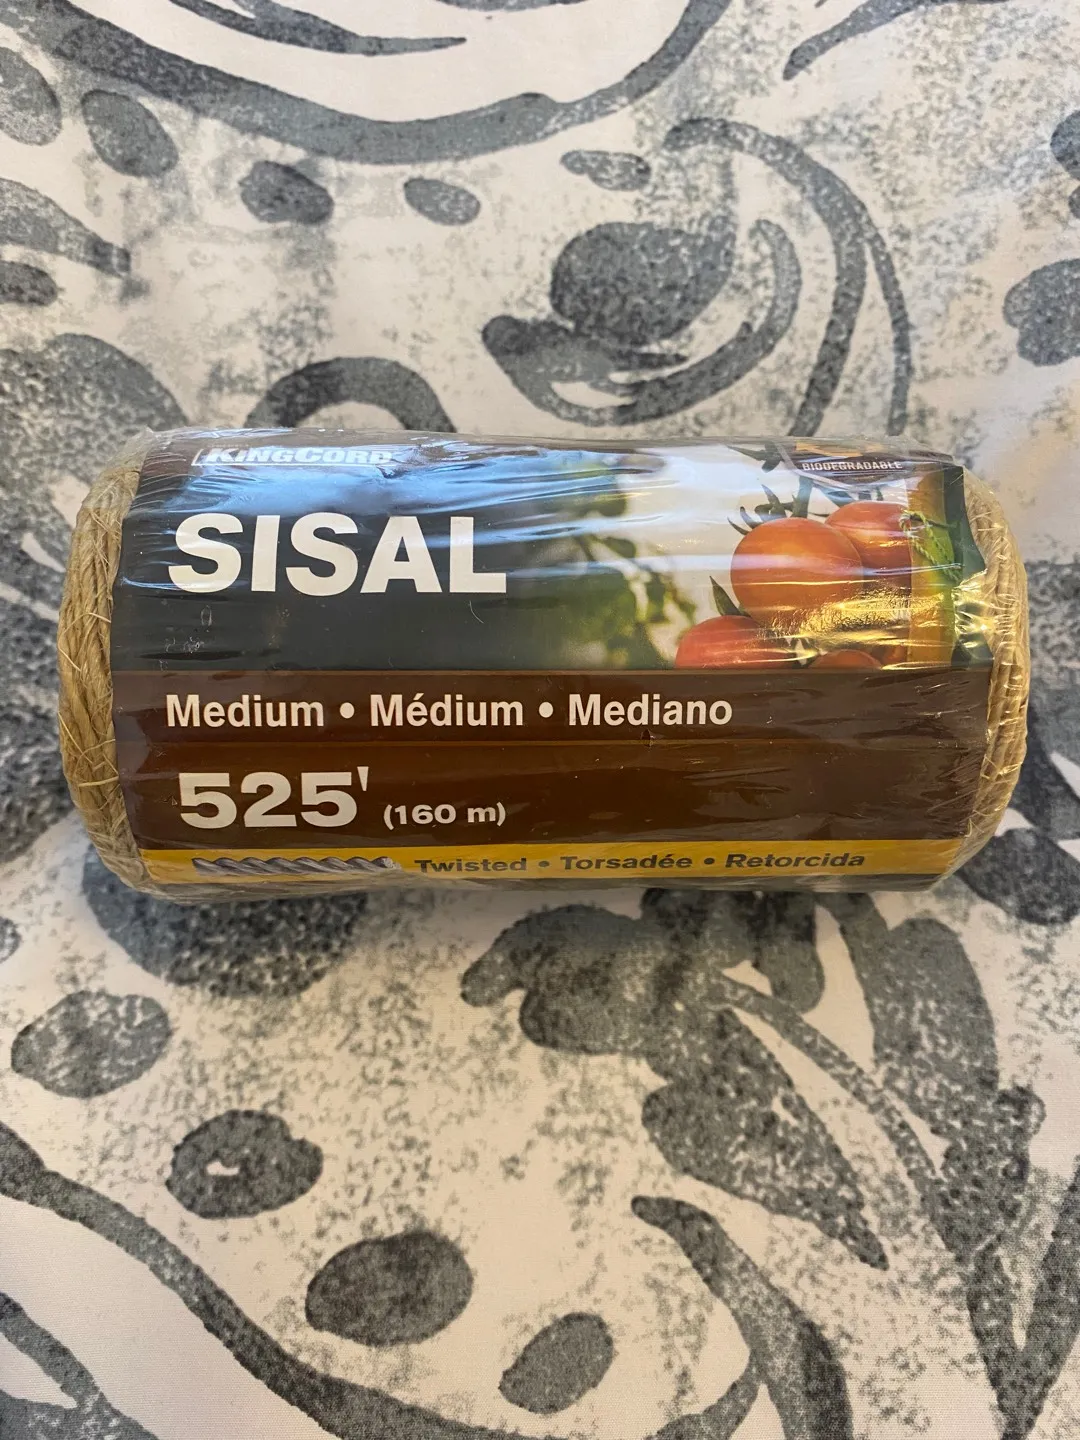 KINGCORD
BIODEGRADABLE
SISAL
Medium • Médium • Mediano
525' (160 m)
Twisted • Torsadée • Retorcida